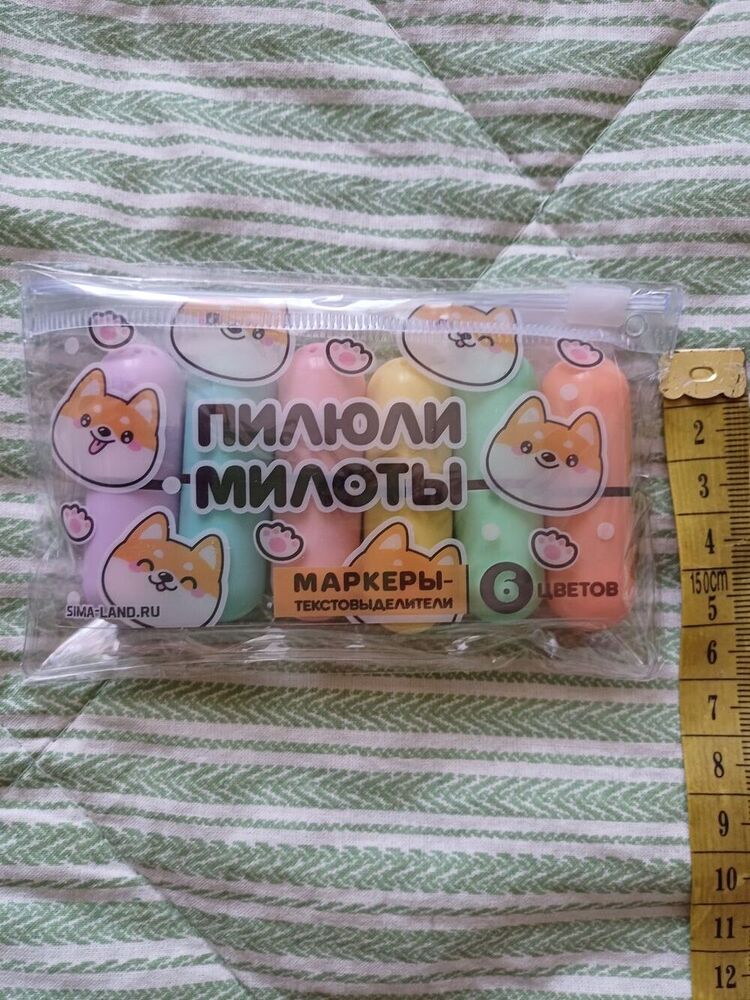 ПИЛЮЛИ
МИЛОТЫ
МАРКЕРЫ-
ТЕКСТОВЫДЕЛИТЕЛИ
6 ЦВЕТОВ
SIMA-LAND.RU
2
3
4
150cm
5
6
7
8
9
10
11
12